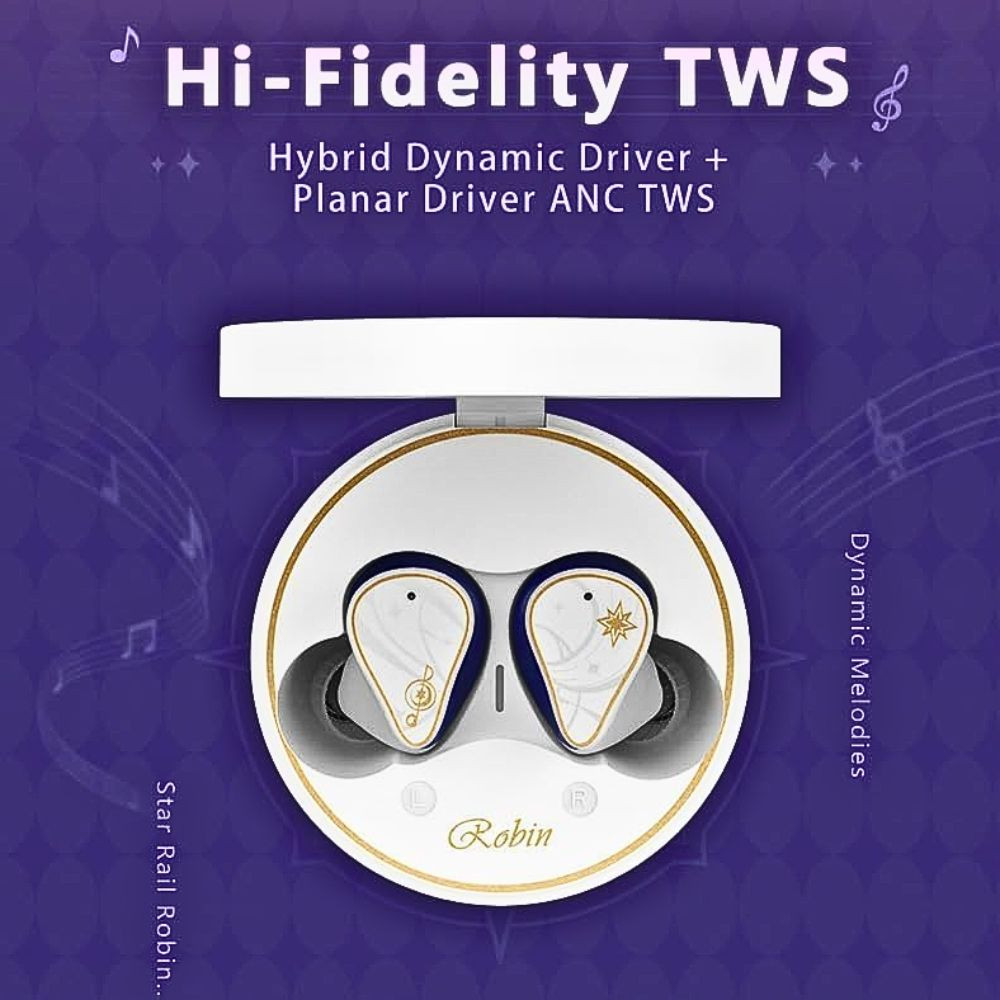 Hi-Fidelity TWS
Hybrid Dynamic Driver +
Planar Driver ANC TWS
Dynamic Melodies
Star Rail Robin..
L
R
Robin